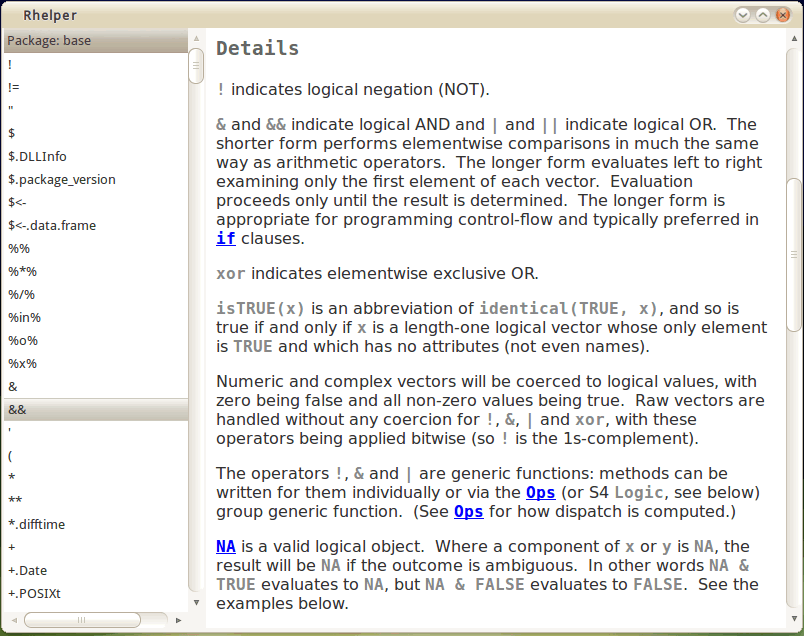 Rhelper
Package: base
!
!=
"
$
$.DLLInfo
$.package_version
$<-
$<-.data.frame
%%
%*%
%/%
%in%
%o%
%x%
&
&&
'
(
*
**
*.difftime
+
+.Date
+.POSIXt
Details
! indicates logical negation (NOT).
& and && indicate logical AND and | and || indicate logical OR. The
shorter form performs elementwise comparisons in much the same
way as arithmetic operators. The longer form evaluates left to right
examining only the first element of each vector. Evaluation
proceeds only until the result is determined. The longer form is
appropriate for programming control-flow and typically preferred in
if clauses.
xor indicates elementwise exclusive OR.
isTRUE(x) is an abbreviation of identical(TRUE, x), and so is
true if and only if x is a length-one logical vector whose only element
is TRUE and which has no attributes (not even names).
Numeric and complex vectors will be coerced to logical values, with
zero being false and all non-zero values being true. Raw vectors are
handled without any coercion for !, &, | and xor, with these
operators being applied bitwise (so ! is the 1s-complement).
The operators !, & and | are generic functions: methods can be
written for them individually or via the Ops (or S4 Logic, see below)
group generic function. (See Ops for how dispatch is computed.)
NA is a valid logical object. Where a component of x or y is NA, the
result will be NA if the outcome is ambiguous. In other words NA &
TRUE evaluates to NA, but NA & FALSE evaluates to FALSE. See the
examples below.